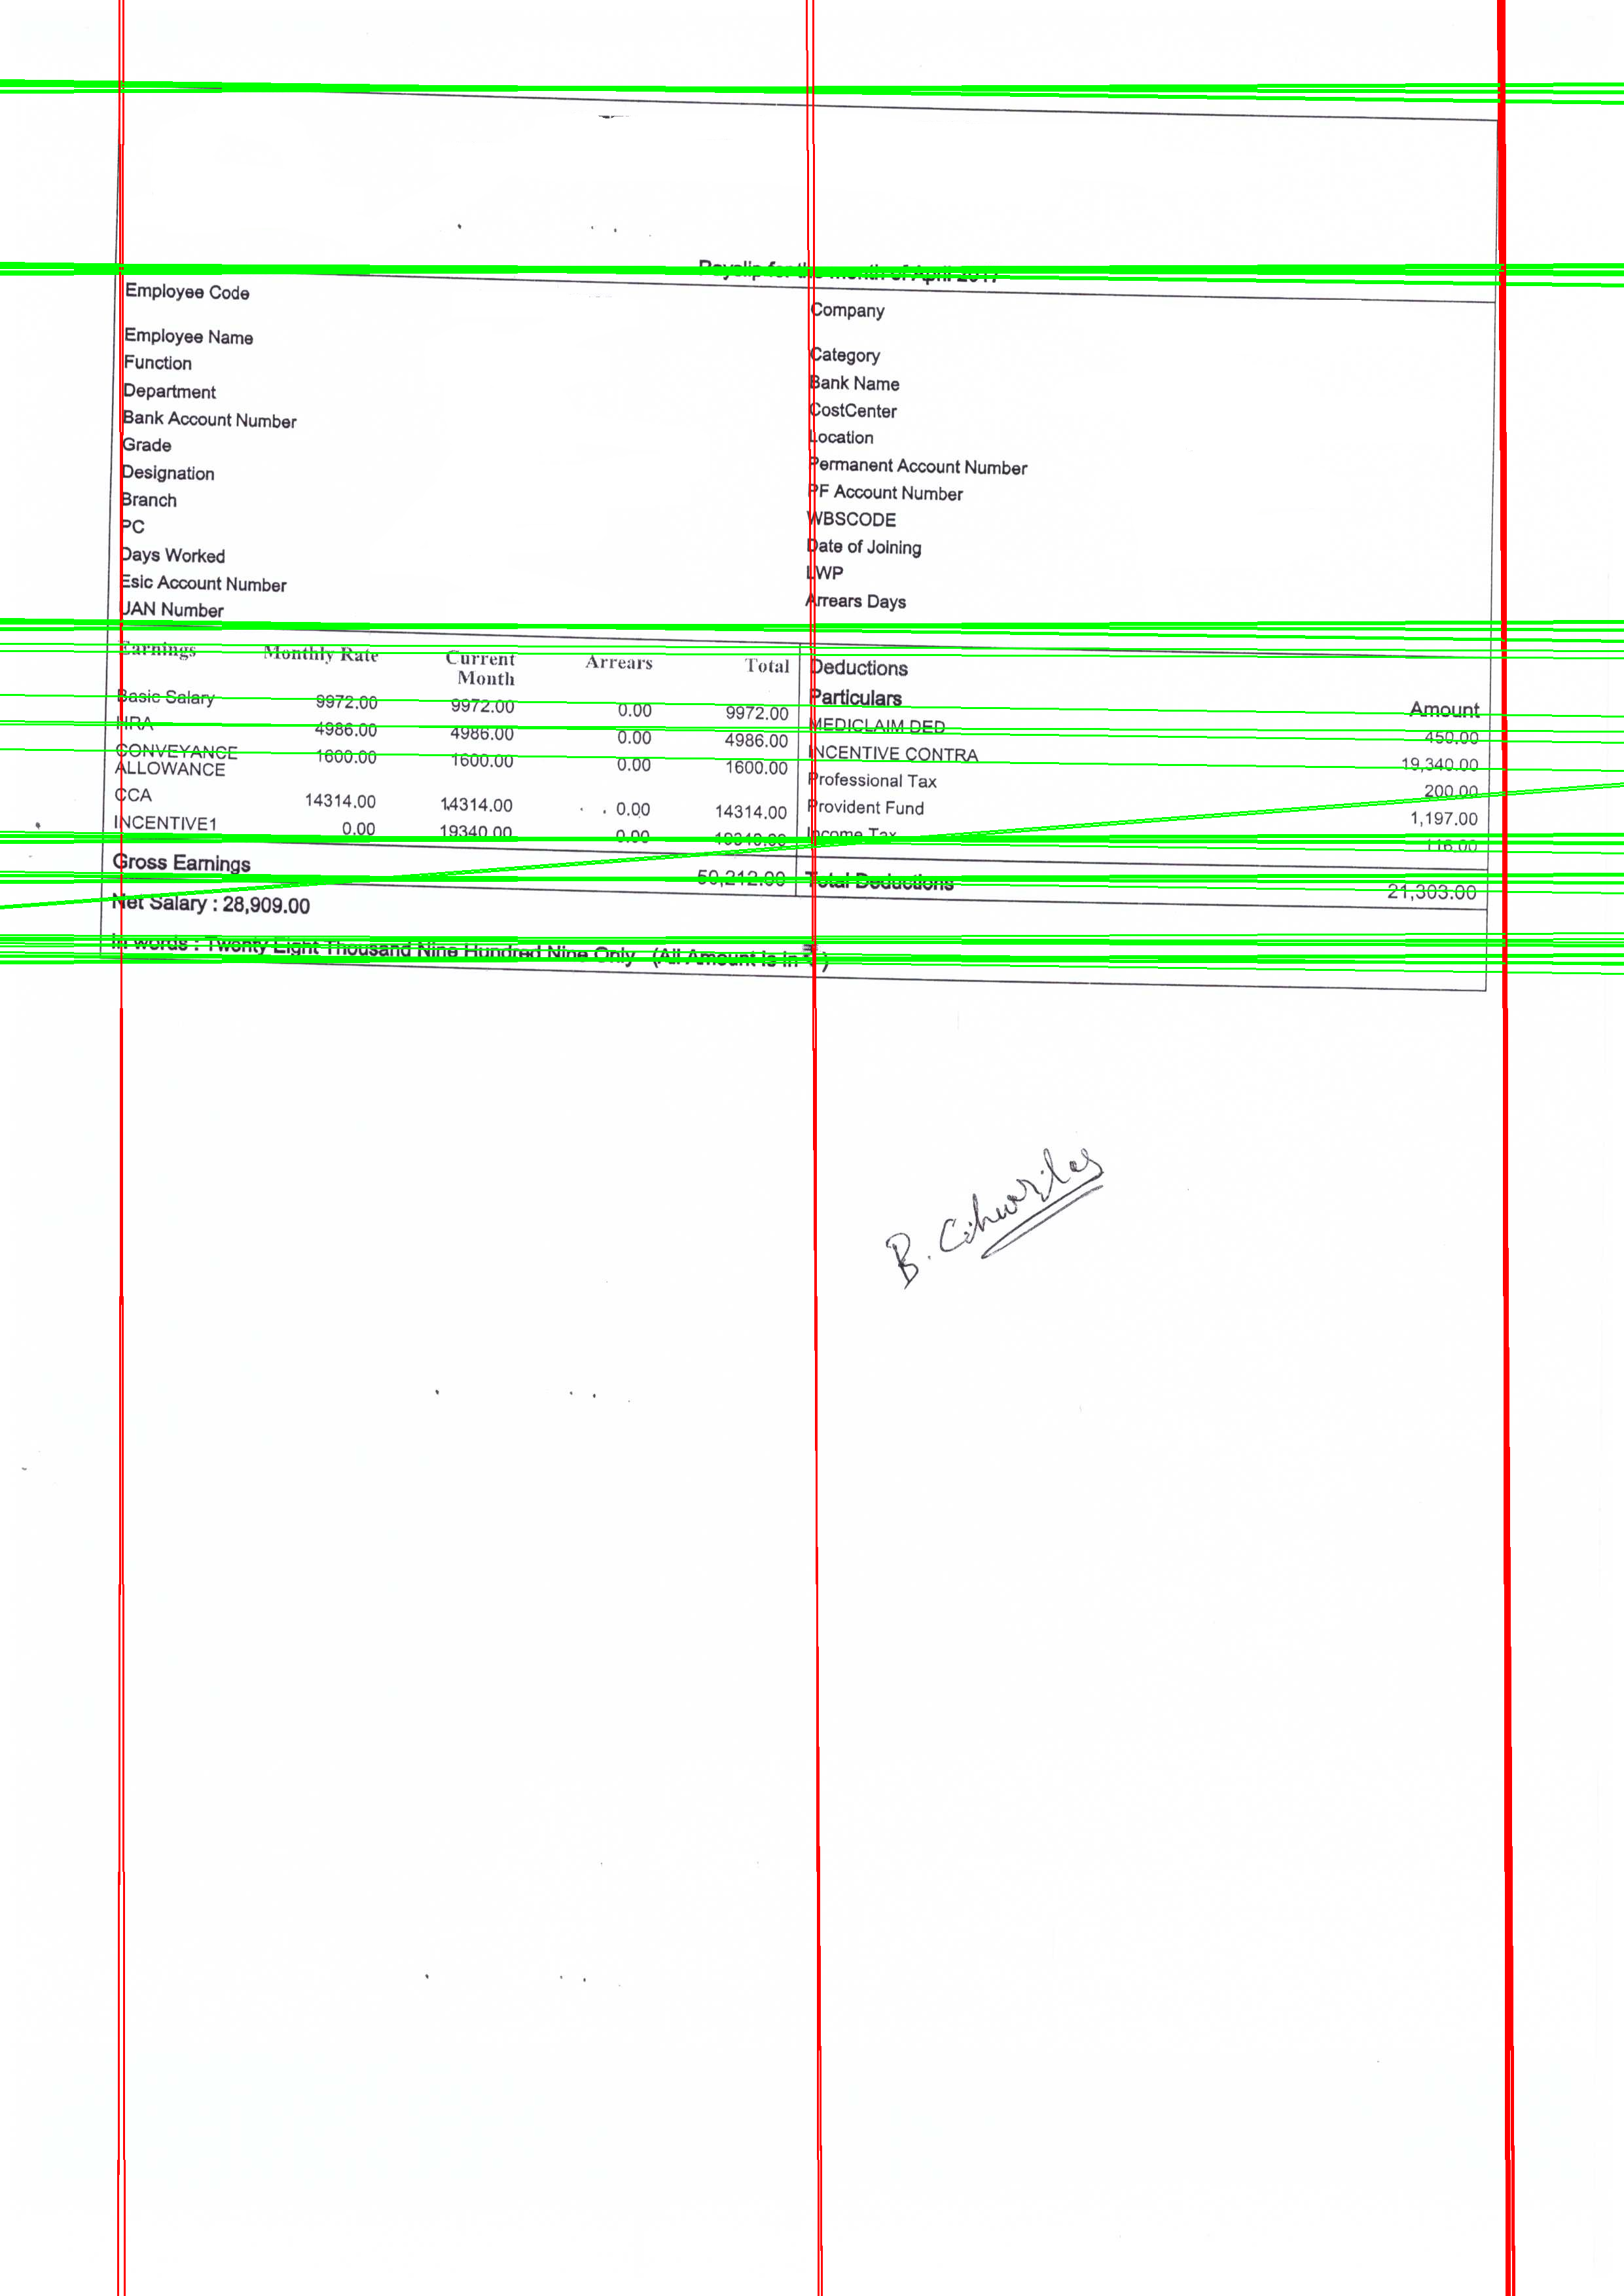 Payslip for the month of April 2017
Employee Code
Company
Employee Name
Category
Function
Bank Name
Department
CostCenter
Bank Account Number
Location
Grade
Permanent Account Number
Designation
PF Account Number
Branch
WBSCODE
PC
Date of Joining
Days Worked
LWP
Esic Account Number
Arrears Days
UAN Number
Earnings Monthly Rate Current Month Arrears Total Deductions
Particulars Amount
Basic Salary 9972.00 9972.00 0.00 9972.00 MEDICLAIM DED 450.00
HRA 4986.00 4986.00 0.00 4986.00 INCENTIVE CONTRA 19,340.00
CONVEYANCE ALLOWANCE 1600.00 1600.00 0.00 1600.00 Professional Tax 200.00
CCA 14314.00 14314.00 0.00 14314.00 Provident Fund 1,197.00
INCENTIVE1 0.00 19340.00 0.00 19340.00 Income Tax 116.00
Gross Earnings 50,212.00 Total Deductions 21,303.00
Net Salary : 28,909.00
In words : Twenty Eight Thousand Nine Hundred Nine Only (All Amount is in ₹ )